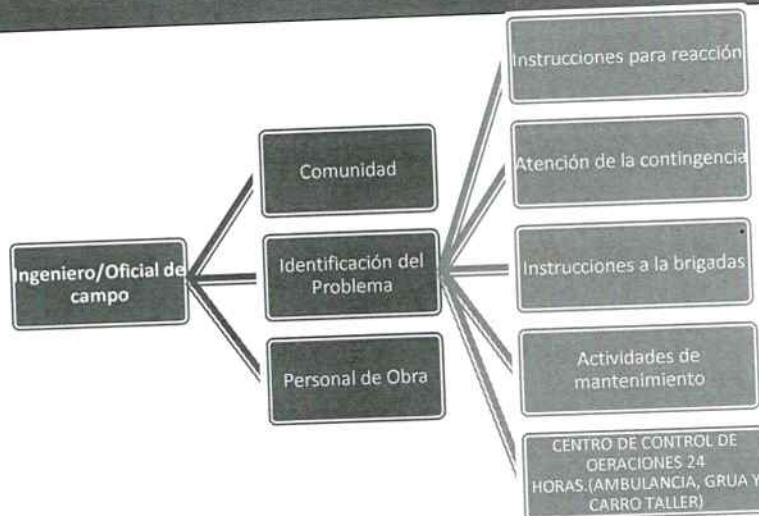 Ingeniero/Oficial de
campo
Comunidad
Identificación del
Problema
Personal de Obra
Instrucciones para reacción
Atención de la contingencia
Instrucciones a la brigadas
Actividades de
mantenimiento
CENTRO DE CONTROL DE
OERACIONES 24
HORAS.(AMBULANCIA, GRUA Y
CARRO TALLER)